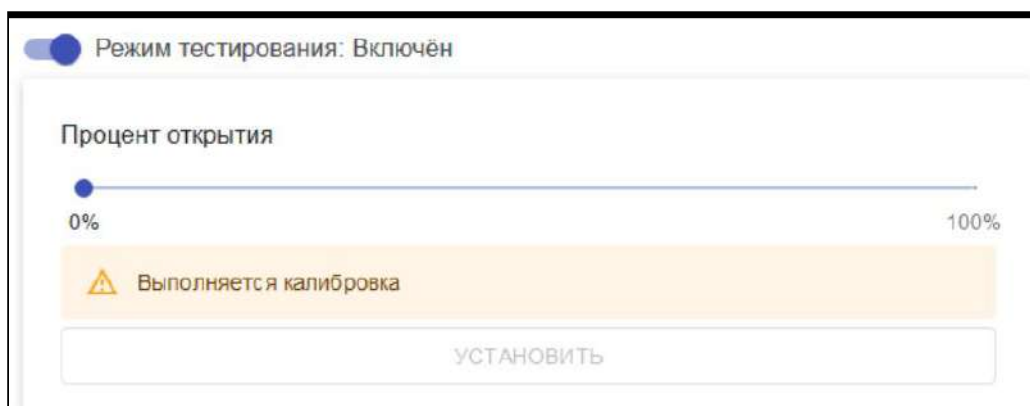 Режим тестирования: Включён
Процент открытия
0% 100%
Выполняется калибровка
УСТАНОВИТЬ